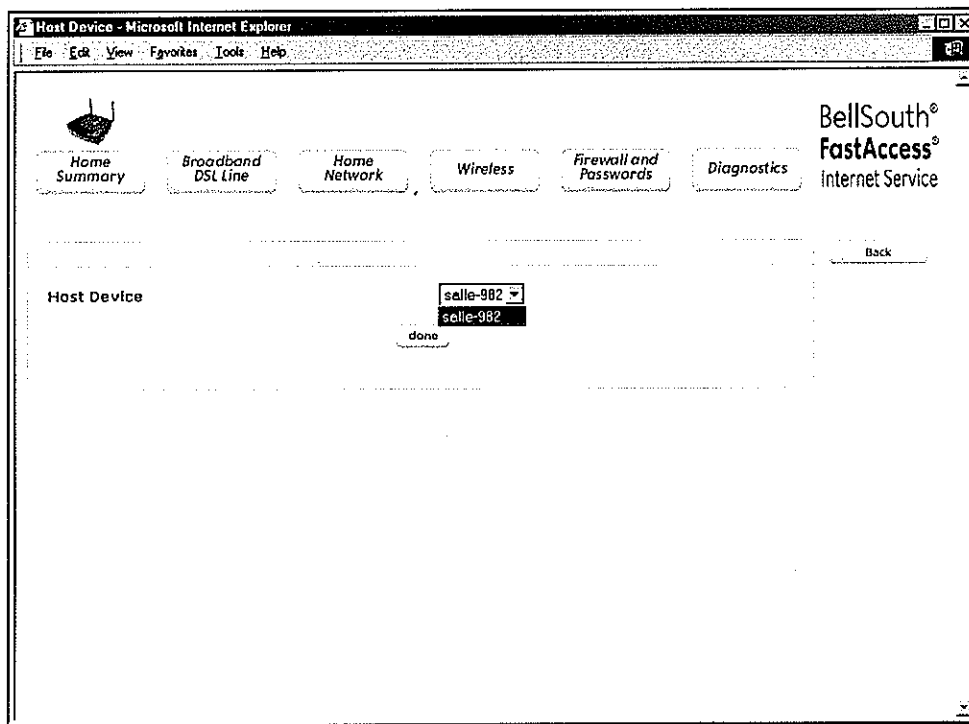 Host Device - Microsoft Internet Explorer
File Edit View Favorites Tools Help
BellSouth®
FastAccess®
Internet Service
Home Summary
Broadband DSL Line
Home Network
Wireless
Firewall and Passwords
Diagnostics
Back
Host Device
salle-982
salle-982
done